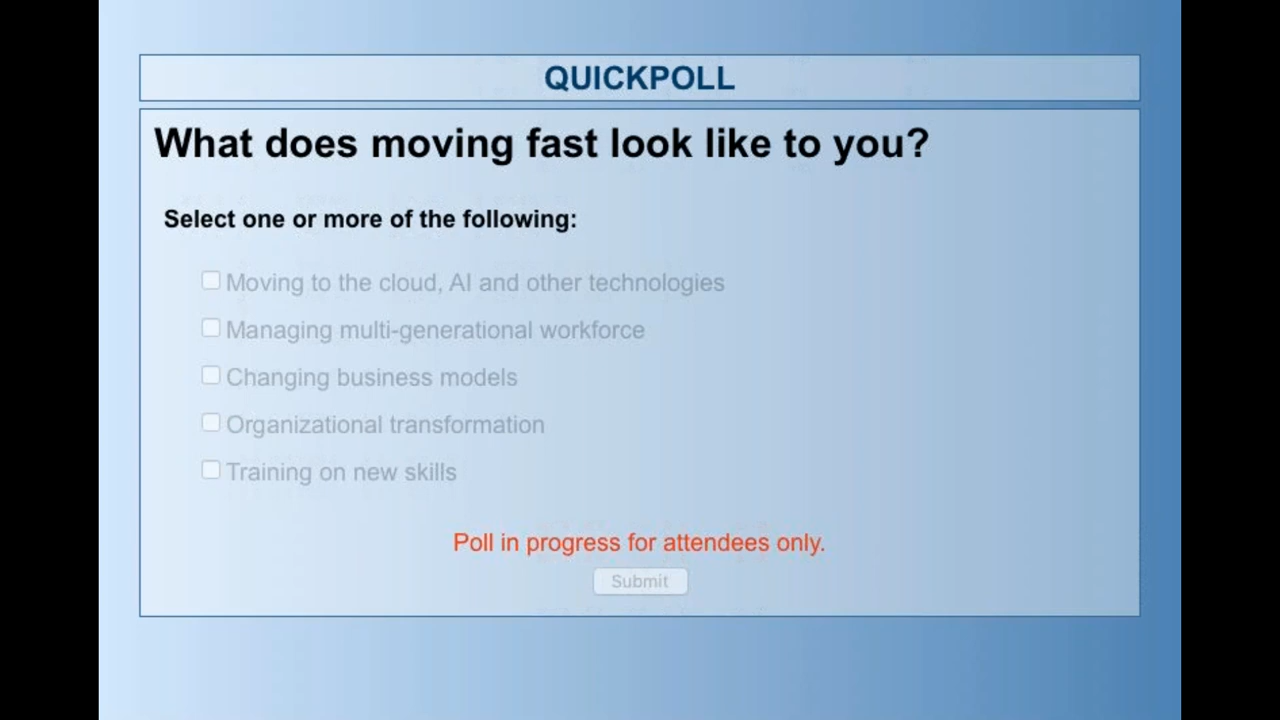 QUICKPOLL
What does moving fast look like to you?
Select one or more of the following:
Moving to the cloud, AI and other technologies
Managing multi-generational workforce
Changing business models
Organizational transformation
Training on new skills
Poll in progress for attendees only.
Submit